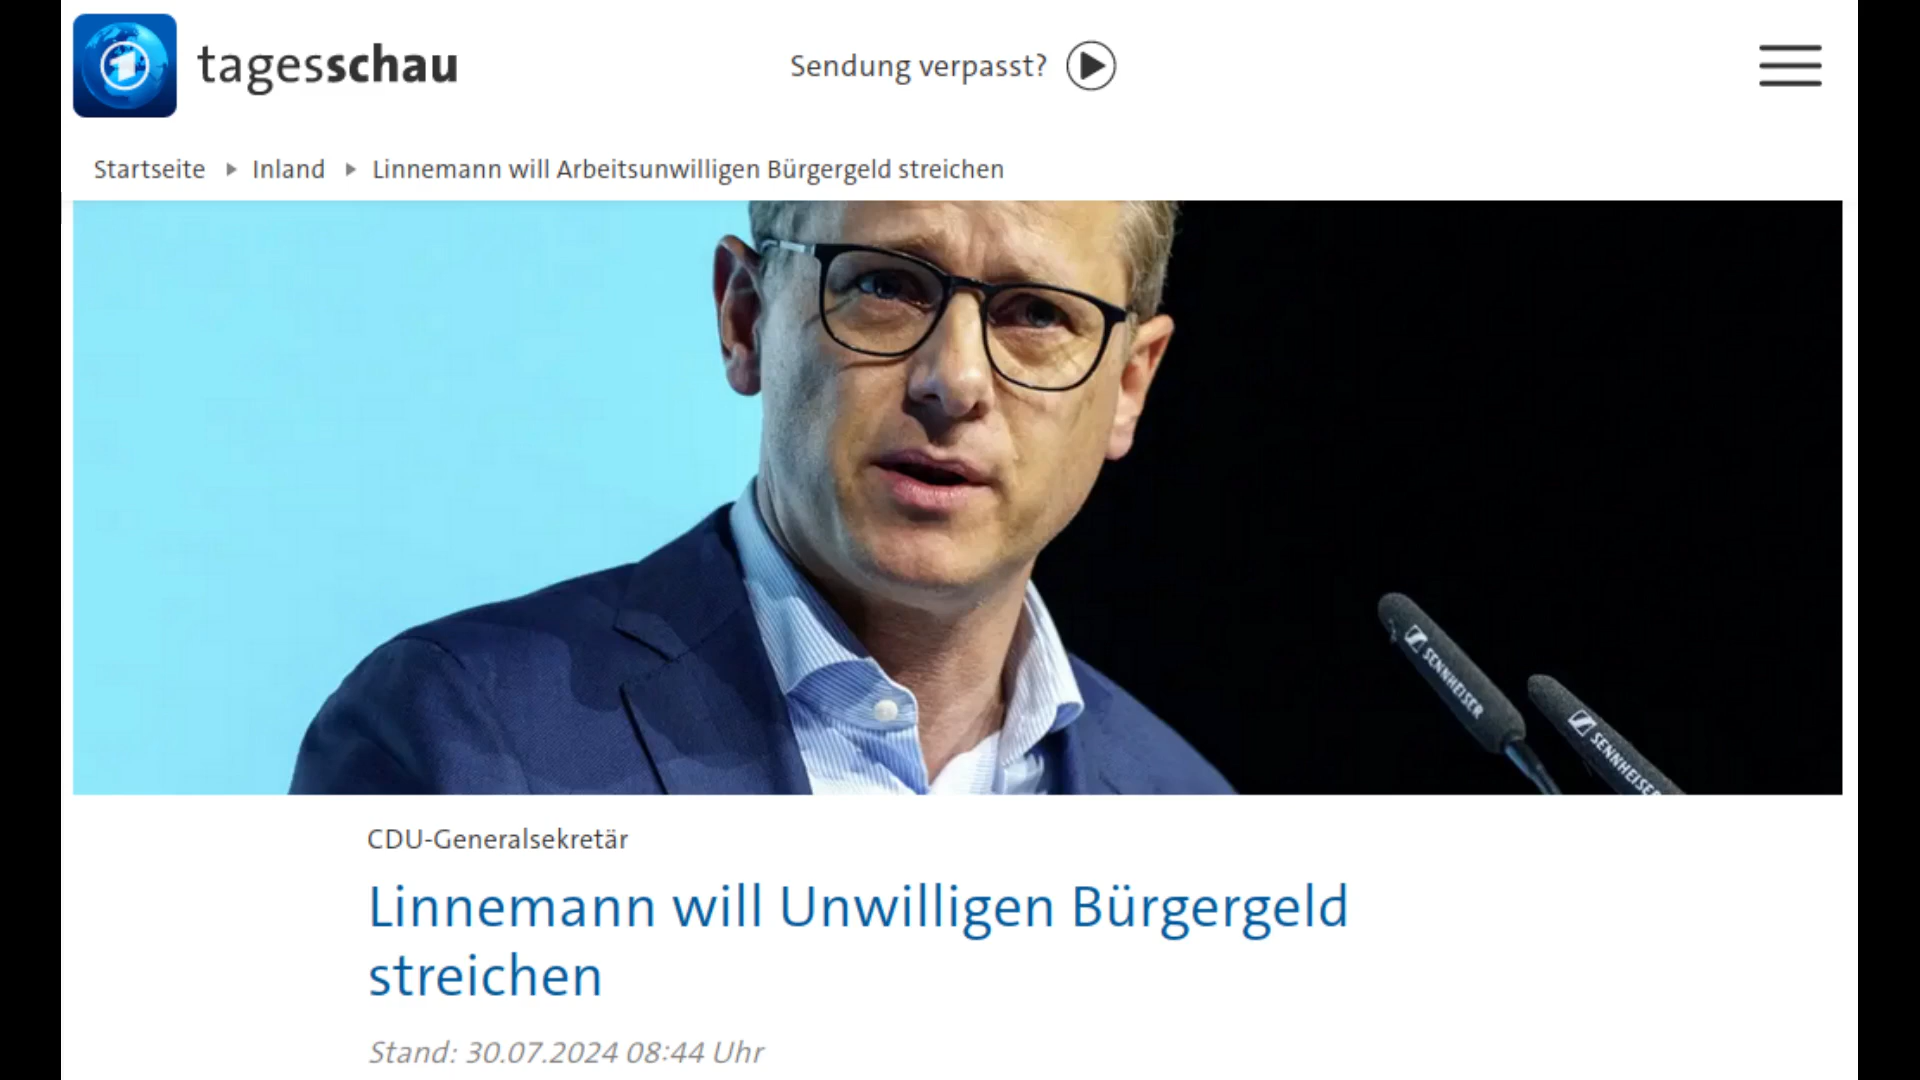 tagesschau
Sendung verpasst?
Startseite Inland Linnemann will Arbeitsunwilligen Bürgergeld streichen
SENNHEISER
SENNHEISER
CDU-Generalsekretär
Linnemann will Unwilligen Bürgergeld
streichen
Stand: 30.07.2024 08:44 Uhr